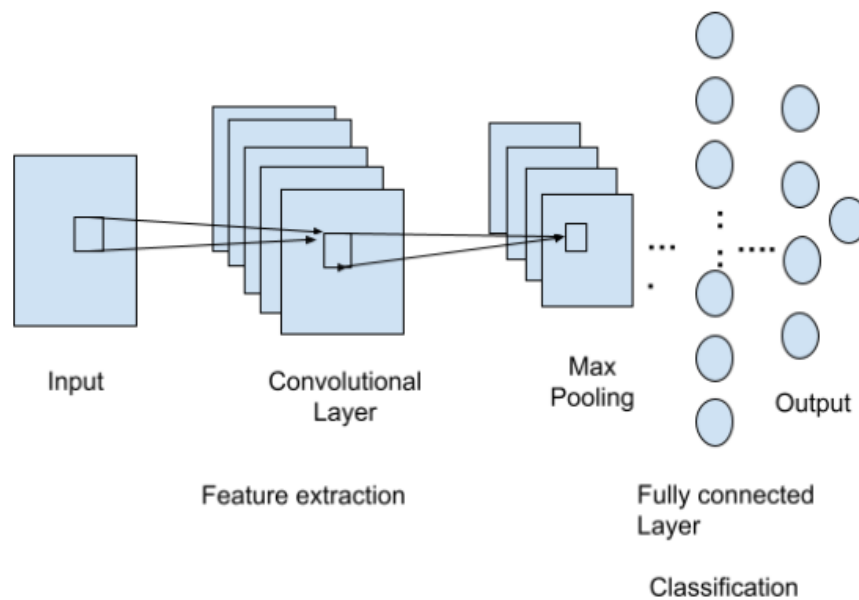 Input
Convolutional
Layer
Max
Pooling
Output
Feature extraction
Fully connected
Layer
Classification